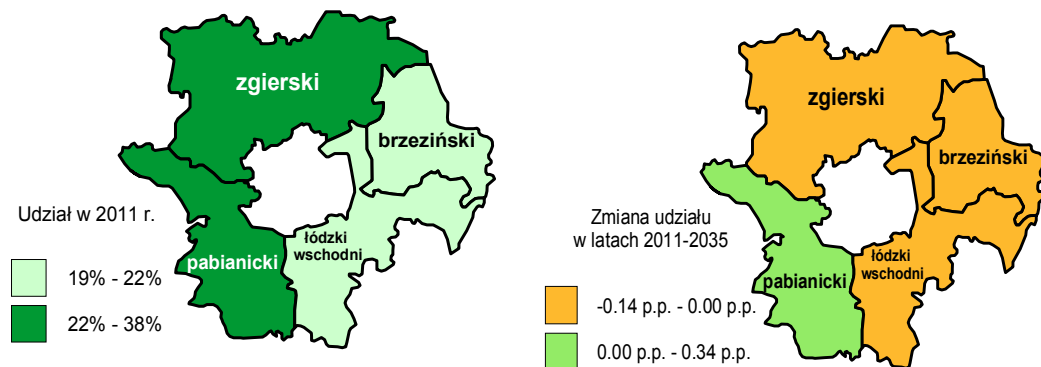 zgierski
brzeziński
Udział w 2011 r.
łódzki
wschodni
pabianicki
19% - 22%
22% - 38%
zgierski
brzeziński
Zmiana udziału
w latach 2011-2035
łódzki
wschodni
pabianicki
-0.14 p.p. - 0.00 p.p.
0.00 p.p. - 0.34 p.p.